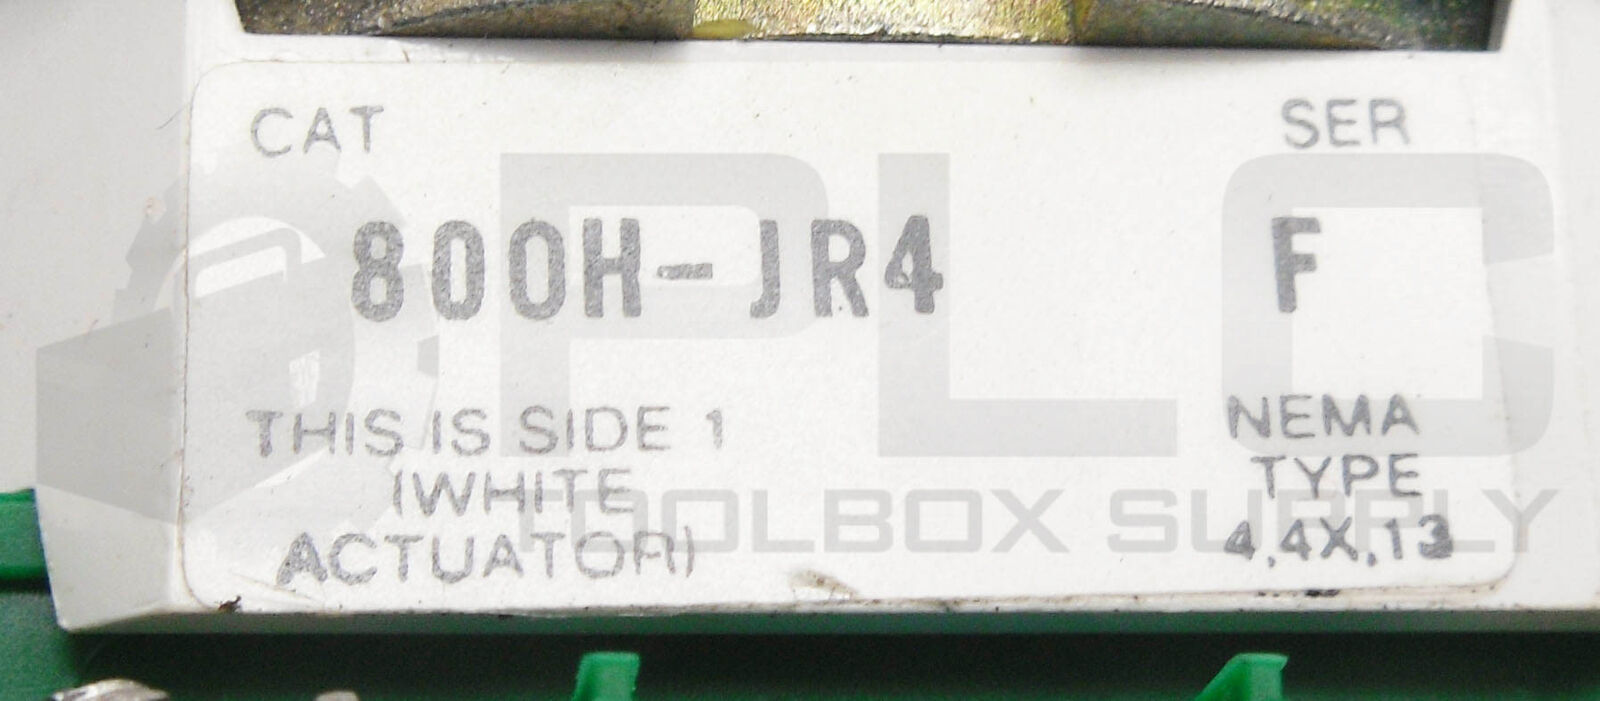 CAT SER
800H-JR4 F
THIS IS SIDE 1
(WHITE
ACTUATOR)
NEMA
TYPE
4,4X,13
PLC
TOOLBOX SUPPLY